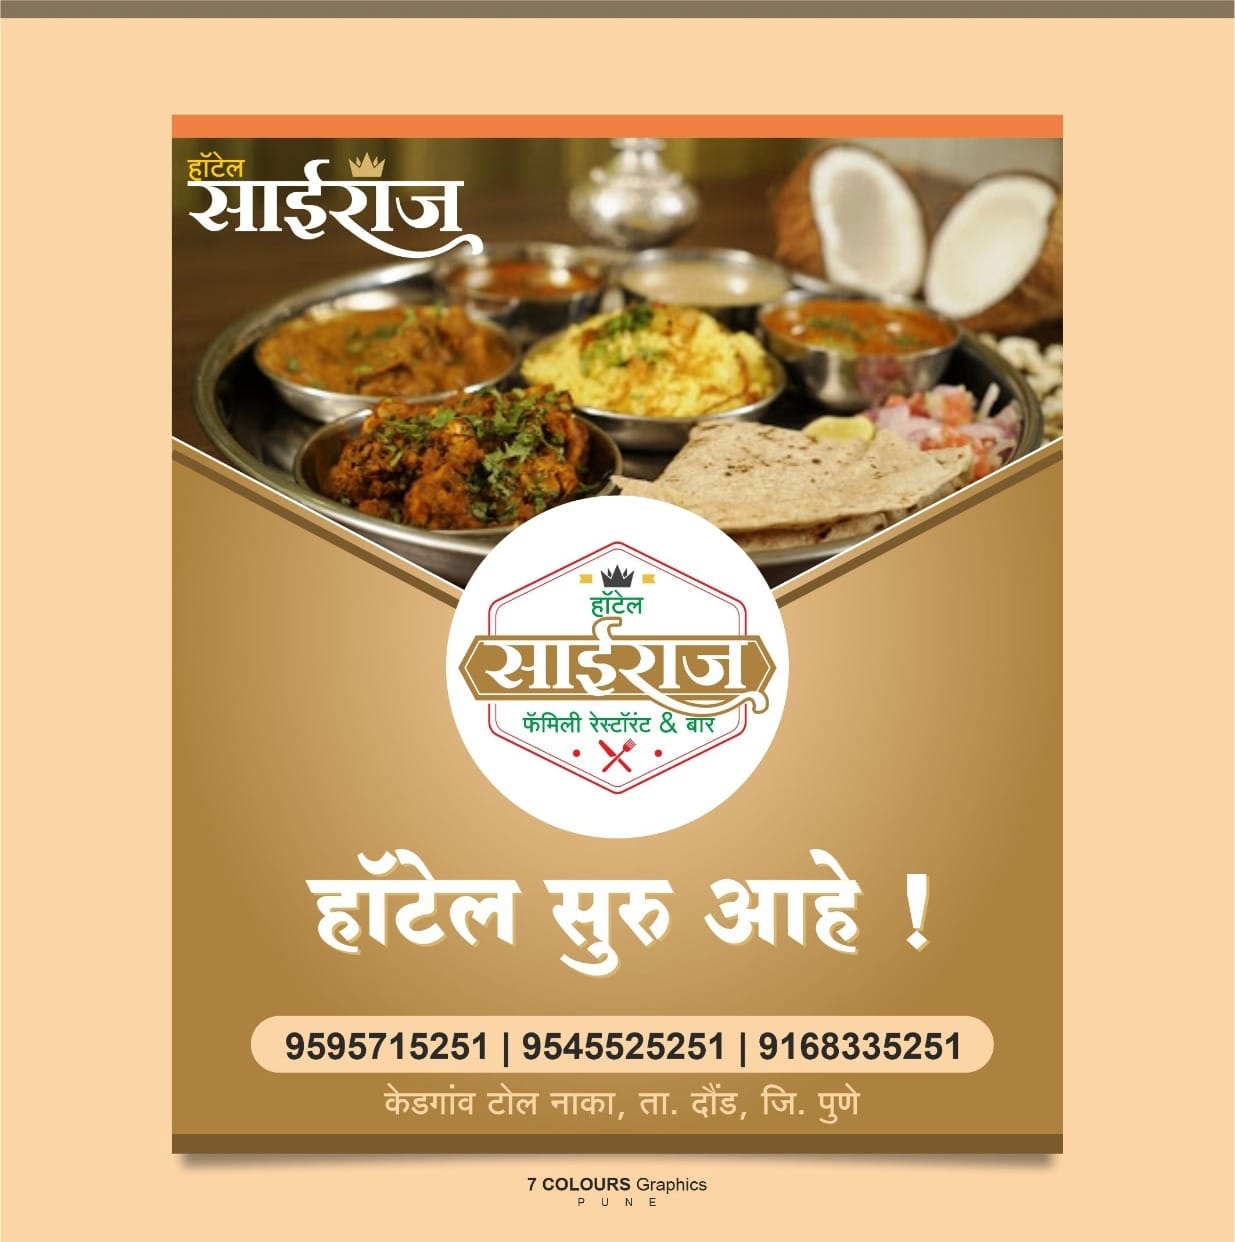 हॉटेल
साईराज
हॉटेल
साईराज
फॅमिली रेस्टॉरंट & बार
हॉटेल सुरु आहे !
9595715251 | 9545525251 | 9168335251
केडगांव टोल नाका, ता. दौंड, जि. पुणे
7 COLOURS Graphics
PUNE